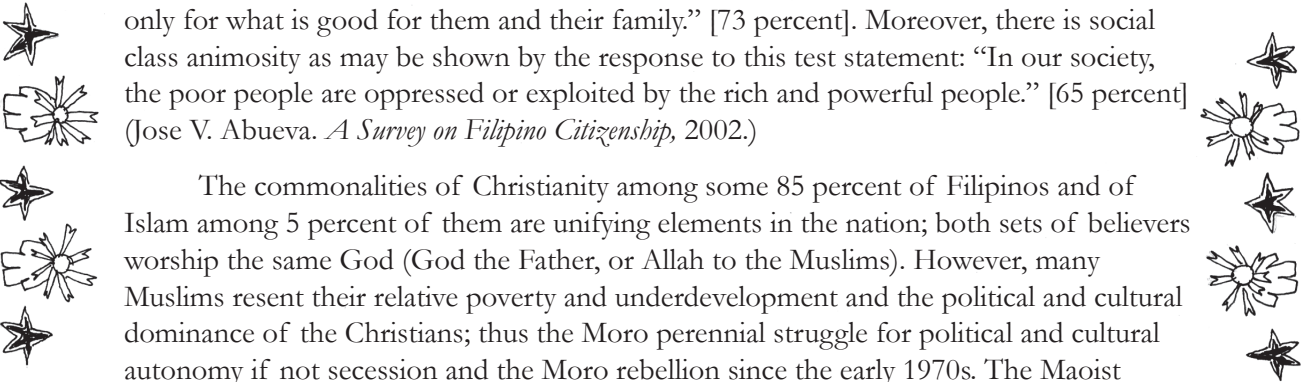 only for what is good for them and their family.” [73 percent]. Moreover, there is social
class animosity as may be shown by the response to this test statement: “In our society,
the poor people are oppressed or exploited by the rich and powerful people.” [65 percent]
(Jose V. Abueva. A Survey on Filipino Citizenship, 2002.)
The commonalities of Christianity among some 85 percent of Filipinos and of
Islam among 5 percent of them are unifying elements in the nation; both sets of believers
worship the same God (God the Father, or Allah to the Muslims). However, many
Muslims resent their relative poverty and underdevelopment and the political and cultural
dominance of the Christians; thus the Moro perennial struggle for political and cultural
autonomy if not secession and the Moro rebellion since the early 1970s. The Maoist